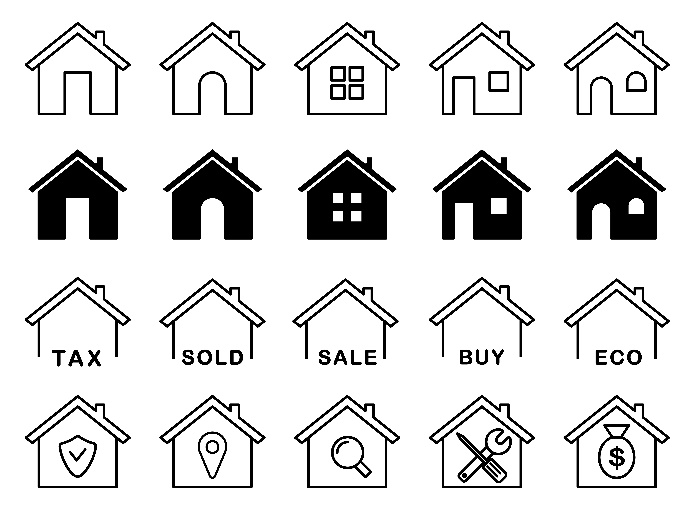 TAX SOLD SALE BUY ECO
$